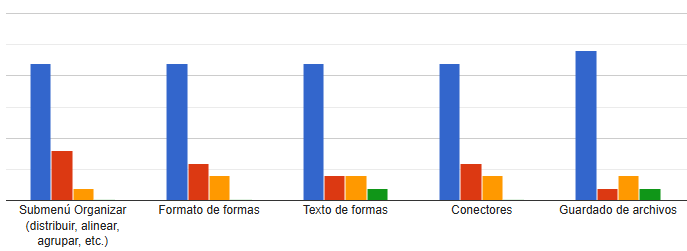 Submenú Organizar
(distribuir, alinear,
agrupar, etc.)
Formato de formas
Texto de formas
Conectores
Guardado de archivos